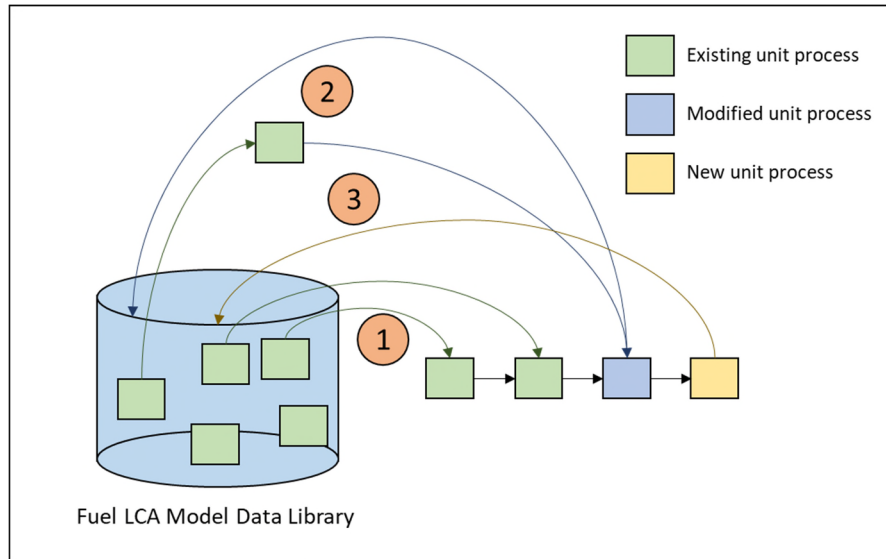 Existing unit process
2
Modified unit process
New unit process
3
1
Fuel LCA Model Data Library